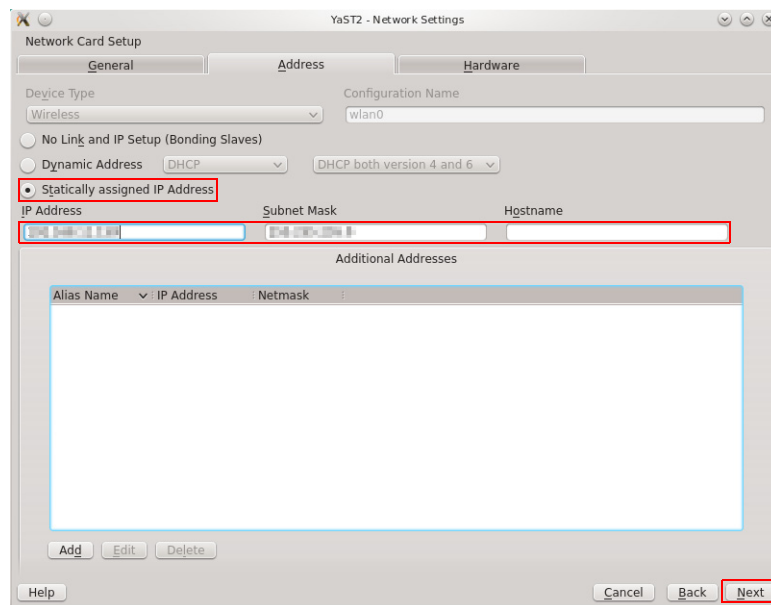 YaST2 - Network Settings
Network Card Setup
General Address Hardware
Device Type Configuration Name
Wireless wlan0
No Link and IP Setup (Bonding Slaves)
Dynamic Address DHCP DHCP both version 4 and 6
Statically assigned IP Address
IP Address Subnet Mask Hostname
Additional Addresses
Alias Name IP Address Netmask
Add Edit Delete
Help Cancel Back Next